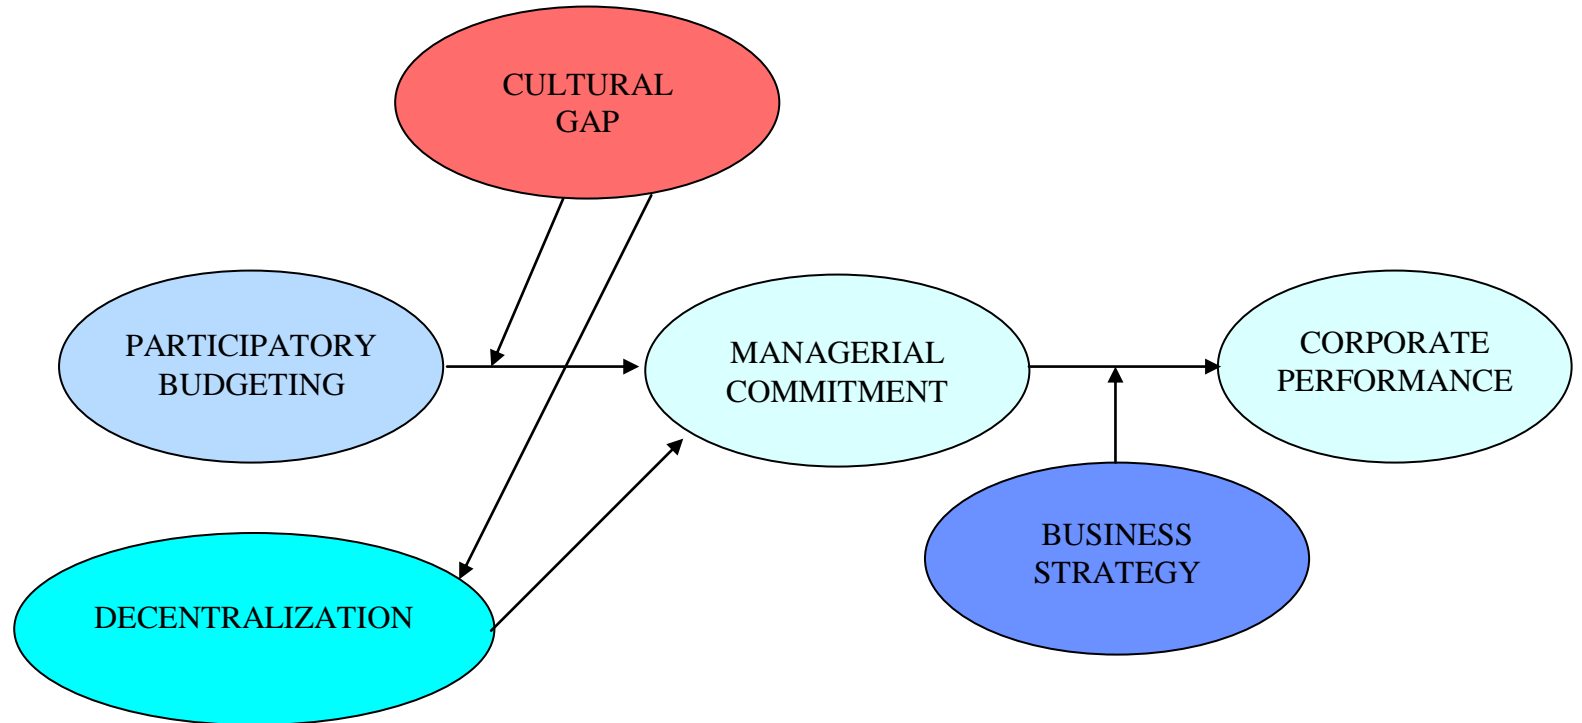 CULTURAL
GAP
PARTICIPATORY
BUDGETING
MANAGERIAL
COMMITMENT
CORPORATE
PERFORMANCE
BUSINESS
STRATEGY
DECENTRALIZATION